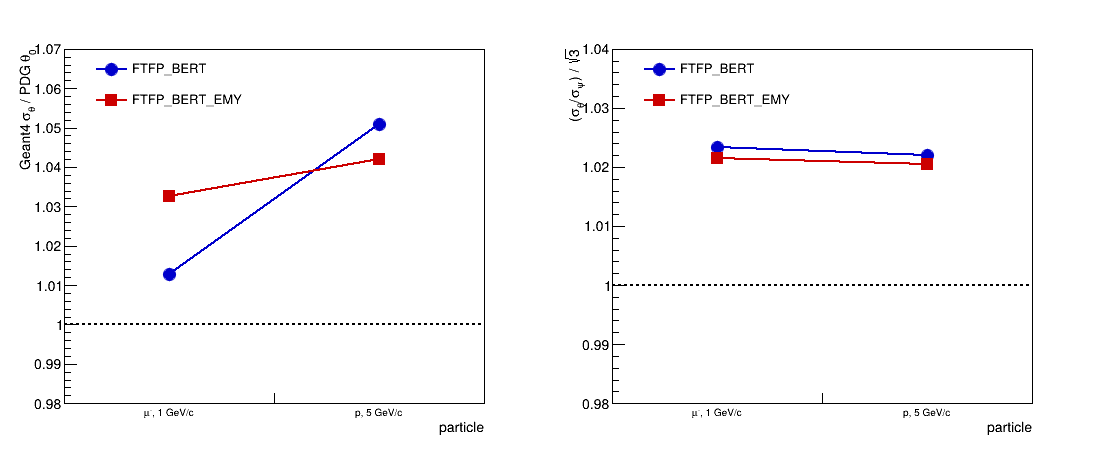 Geant4 σθ / PDG θ0
1.07
1.06
1.05
1.04
1.03
1.02
1.01
1
0.99
0.98
FTFP_BERT
FTFP_BERT_EMY
μ-, 1 GeV/c
p, 5 GeV/c
particle
(σθ/σψ) / √3
1.04
1.03
1.02
1.01
1
0.99
0.98
FTFP_BERT
FTFP_BERT_EMY
μ-, 1 GeV/c
p, 5 GeV/c
particle